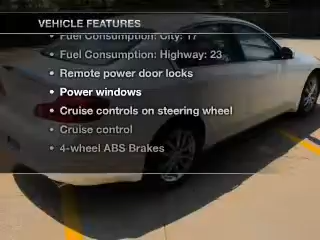 VEHICLE FEATURES
• Fuel Consumption: City: 17
• Fuel Consumption: Highway: 23
• Remote power door locks
• Power windows
• Cruise controls on steering wheel
• Cruise control
• 4-wheel ABS Brakes